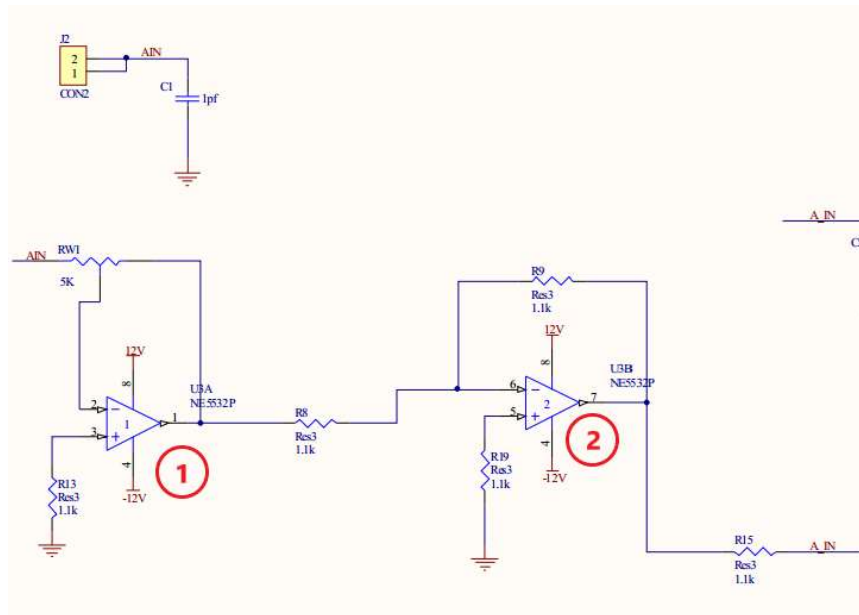 J2
2
1
CON2
AIN
C1
1pf
A_IN
C
AIN
RW1
5K
R9
Res3
1.1k
12V
8
U3A
NE5532P
2
1
1
3
4
-12V
R13
Res3
1.1k
1
R8
Res3
1.1k
12V
8
U3B
NE5532P
6
2
7
5
4
-12V
R19
Res3
1.1k
2
R15
Res3
1.1k
A_IN